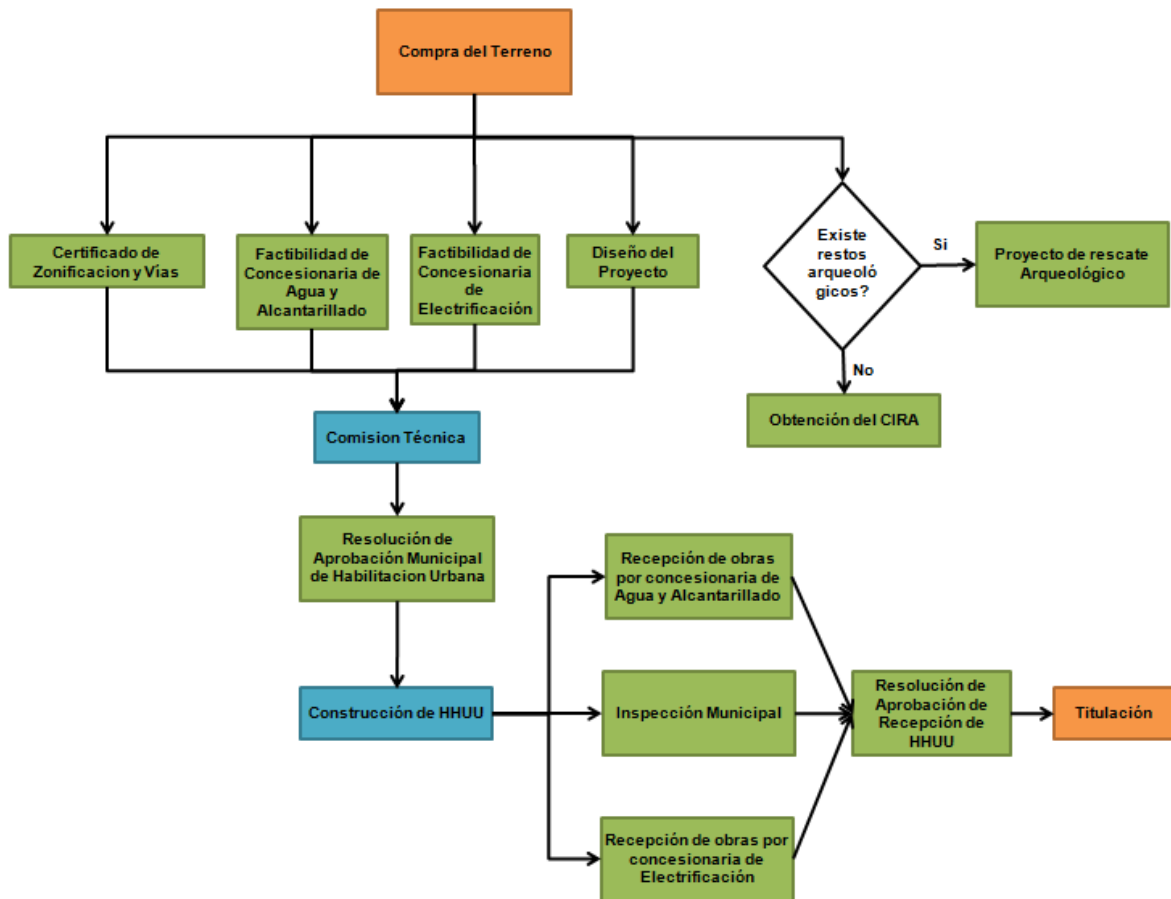 Compra del Terreno
Certificado de
Zonificacion y Vías
Factibilidad de
Concesionaria de
Agua y
Alcantarillado
Factibilidad de
Concesionaria
de
Electrificación
Diseño del
Proyecto
Existe
restos
arqueoló
gicos?
Si
Proyecto de rescate
Arqueológico
No
Obtención del CIRA
Comision Técnica
Resolución de
Aprobación Municipal
de Habilitacion Urbana
Construcción de HHUU
Recepción de obras
por concesionaria de
Agua y Alcantarillado
Inspección Municipal
Recepción de obras por
concesionaria de
Electrificación
Resolución de
Aprobación de
Recepción de
HHUU
Titulación